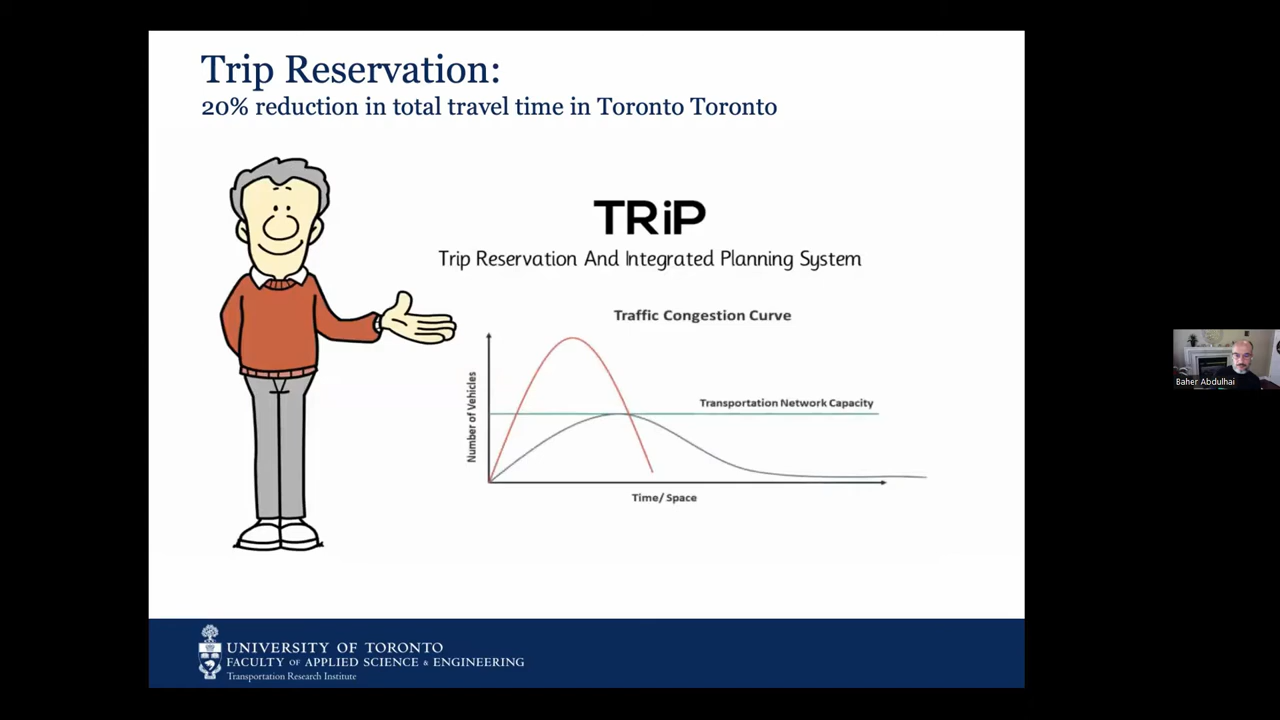 Trip Reservation:
20% reduction in total travel time in Toronto Toronto
TRiP
Trip Reservation And Integrated Planning System
Traffic Congestion Curve
Number of Vehicles
Transportation Network Capacity
Time/ Space
Baher Abdulhai
UNIVERSITY OF TORONTO
FACULTY OF APPLIED SCIENCE & ENGINEERING
Transportation Research Institute